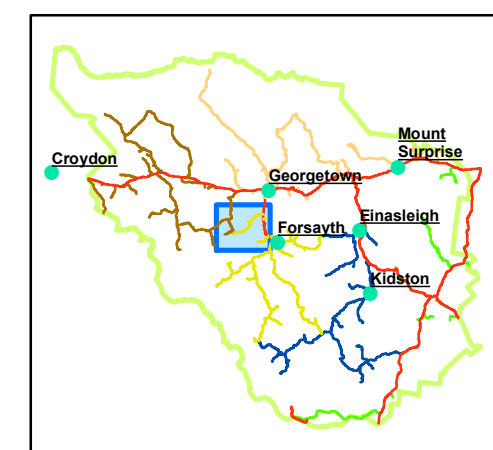 Mount
Surprise
Croydon
Georgetown
Forsayth
Einasleigh
Kidston